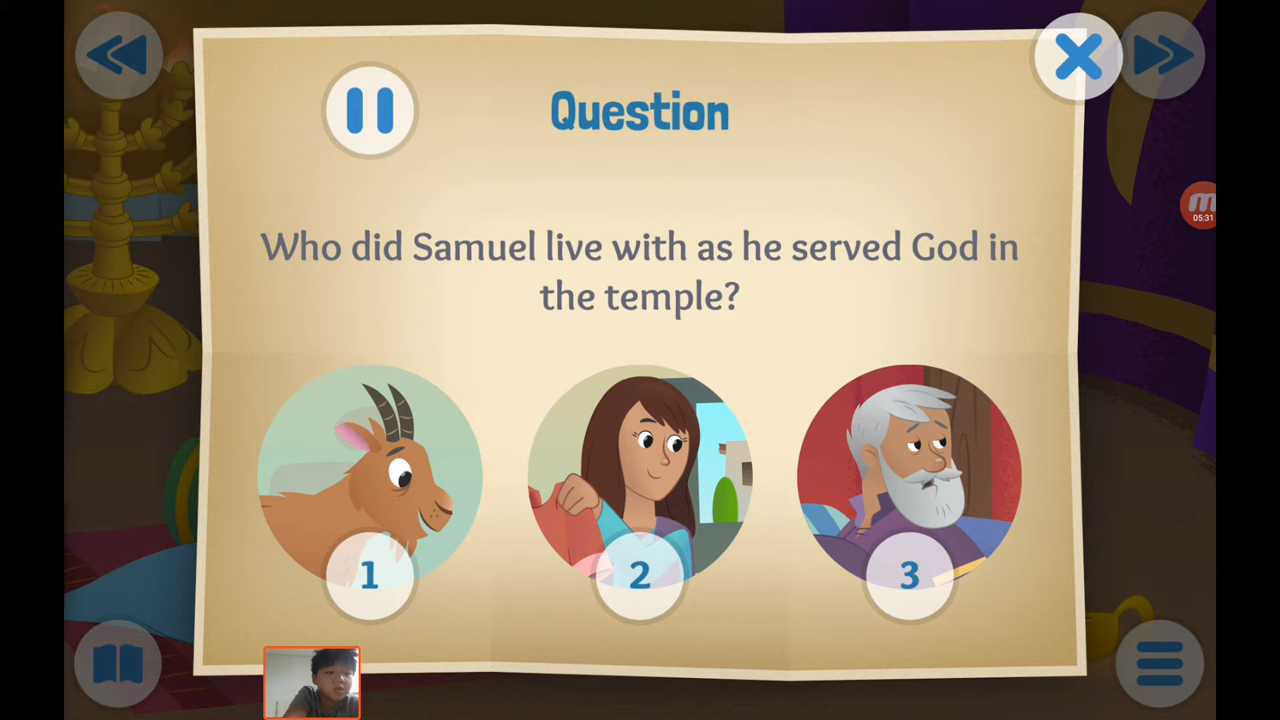 Question
m
05:31
Who did Samuel live with as he served God in
the temple?
1
2
3